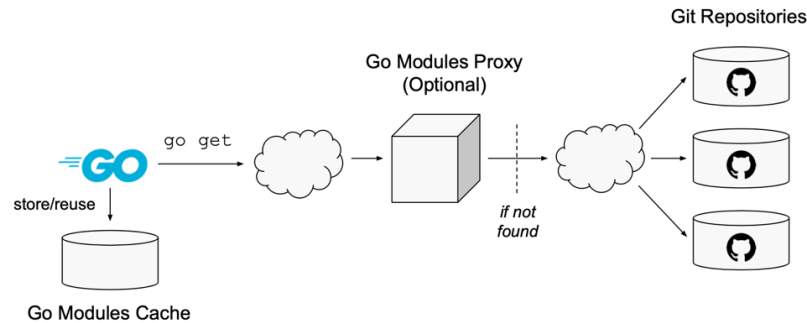 Git Repositories
Go Modules Proxy
(Optional)
go get
GO
store/reuse
if not
found
Go Modules Cache